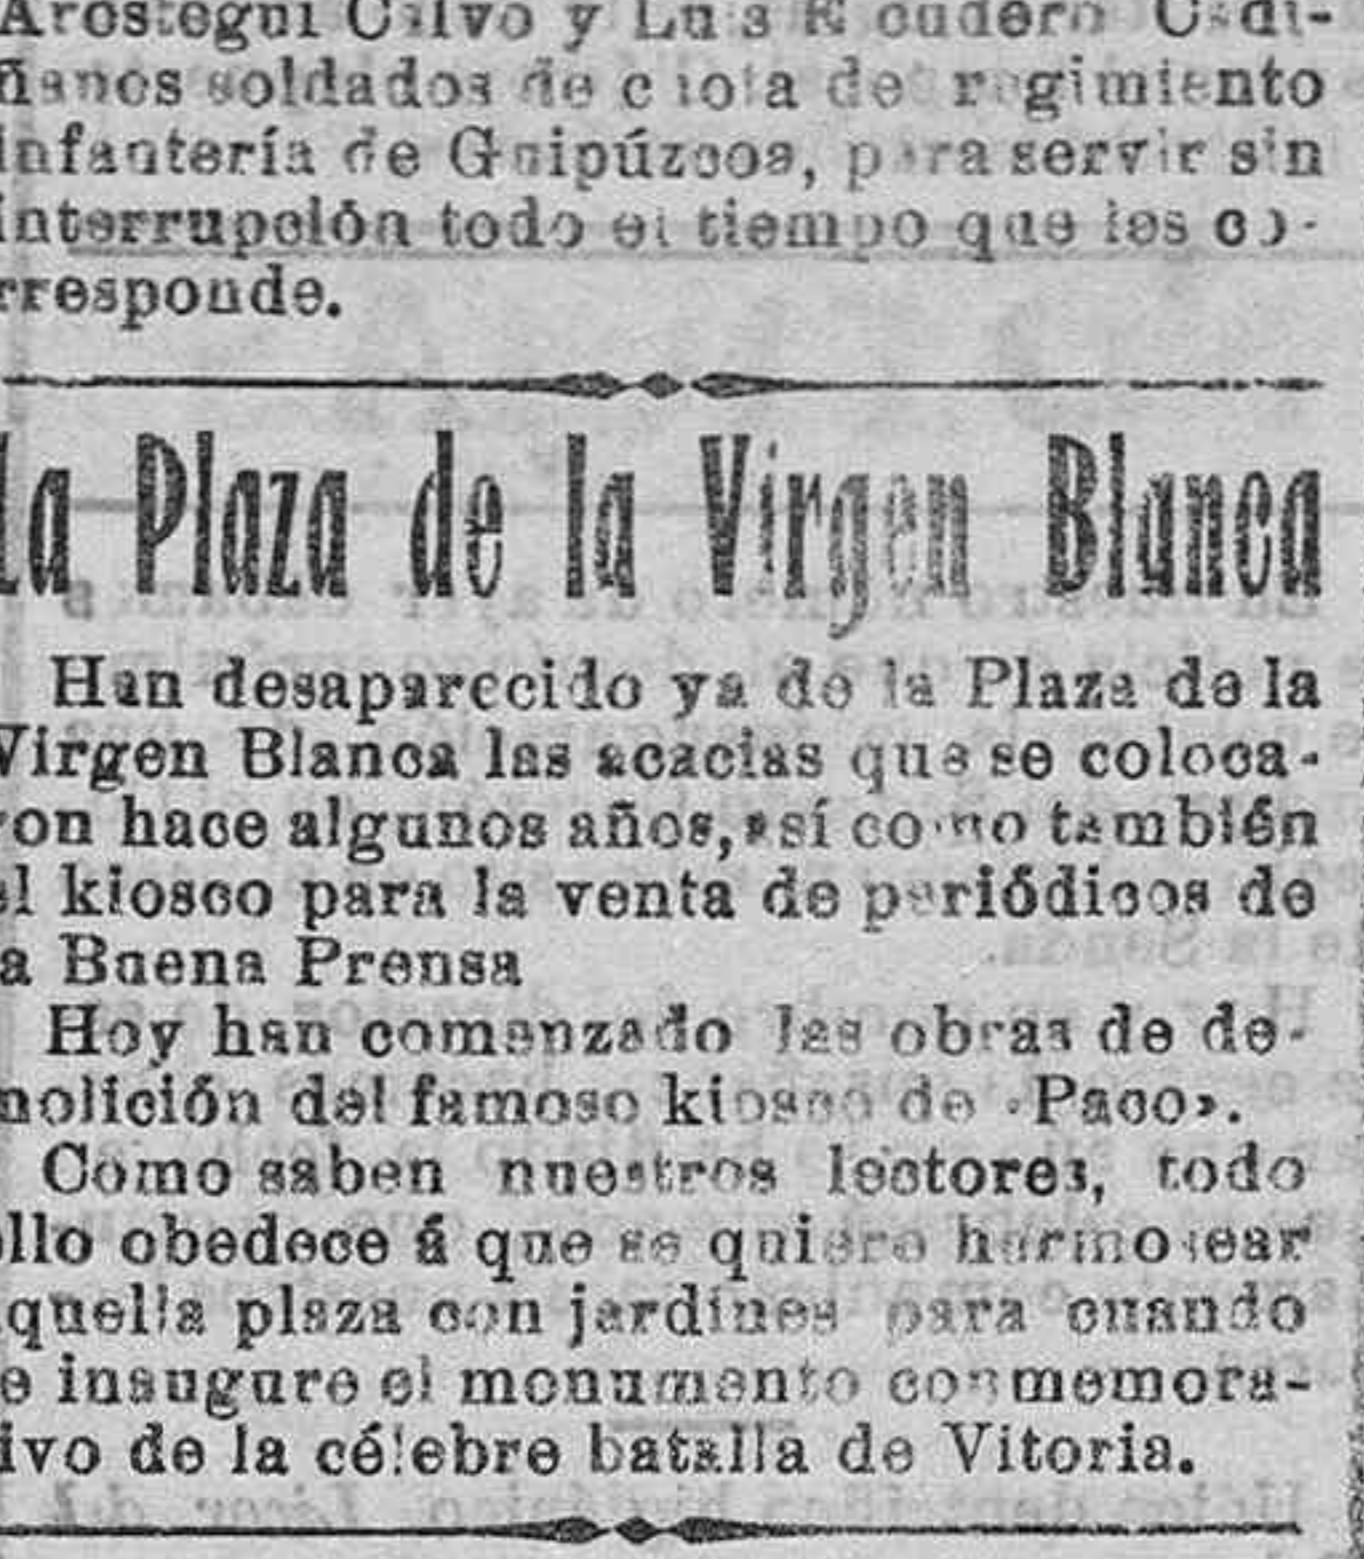 Aróstegui Calvo y Luis Escudero Cadi-
ñanos soldados de cuota del regimiento
infantería de Guipúzcoa, para servir sin
interrupción todo el tiempo que les co-
rresponde.
La Plaza de la Virgen Blanca
Han desaparecido ya de la Plaza de la
Virgen Blanca las acacias que se coloca-
ron hace algunos años, así como también
el kiosco para la venta de periódicos de
la Buena Prensa
Hoy han comenzado las obras de de-
molición del famoso kiosco de «Paco».
Como saben nuestros lectores, todo
ello obedece á que se quiere hermosear
aquella plaza con jardines para cuando
se inaugure el monumento conmemora-
tivo de la célebre batalla de Vitoria.